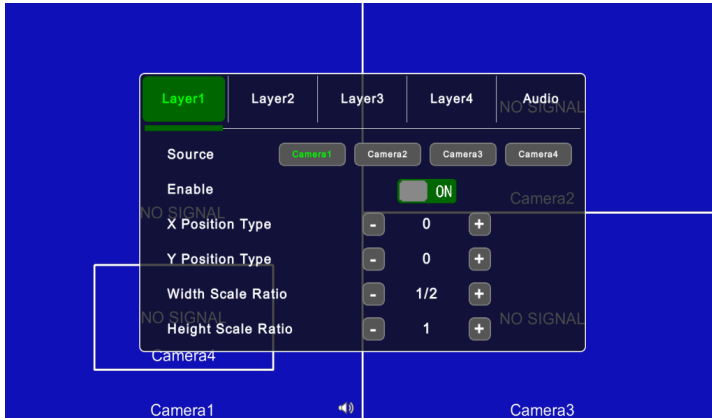 Layer1 Layer2 Layer3 Layer4 Audio
NO SIGNAL
Source Camera1 Camera2 Camera3 Camera4
Enable ON
Camera2
NO SIGNAL
X Position Type - 0 +
Y Position Type - 0 +
Width Scale Ratio - 1/2 +
NO SIGNAL NO SIGNAL
Height Scale Ratio - 1 +
Camera4
Camera1 Camera3